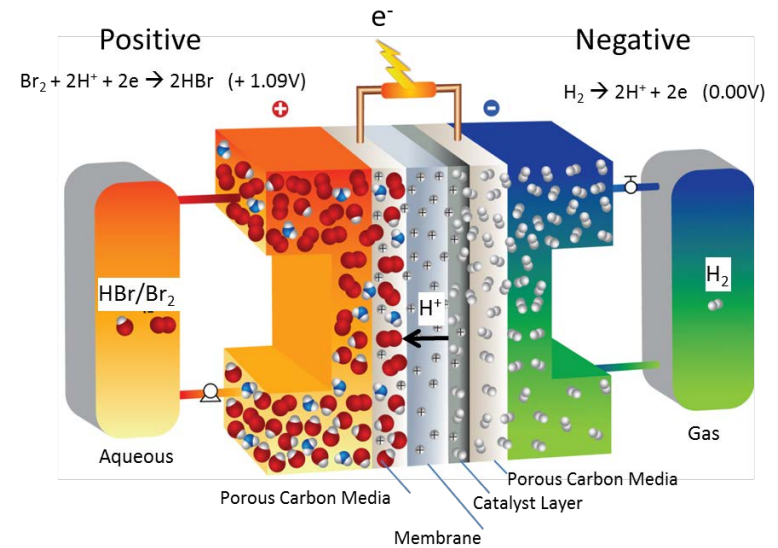 e-
Positive
Negative
Br2 + 2H+ + 2e → 2HBr (+ 1.09V)
H2 → 2H+ + 2e (0.00V)
+
-
HBr/Br2
H+
H2
Aqueous
Gas
Porous Carbon Media
Porous Carbon Media
Catalyst Layer
Membrane